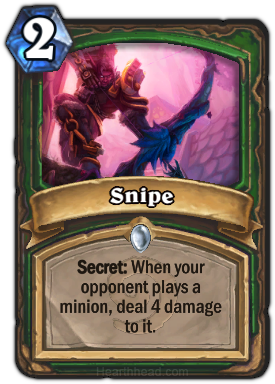 2
Snipe
Secret: When your
opponent plays a
minion, deal 4 damage
to it.
Hearthhead.com